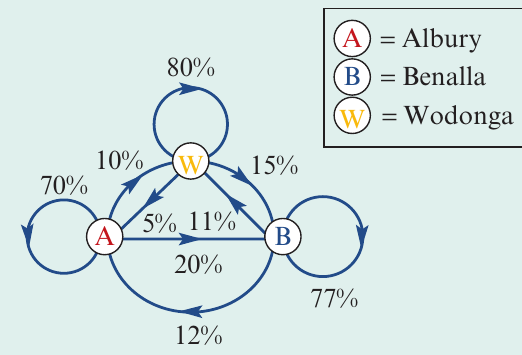 A = Albury
B = Benalla
W = Wodonga
80%
W
10%
15%
70%
5%
11%
A
B
20%
77%
12%